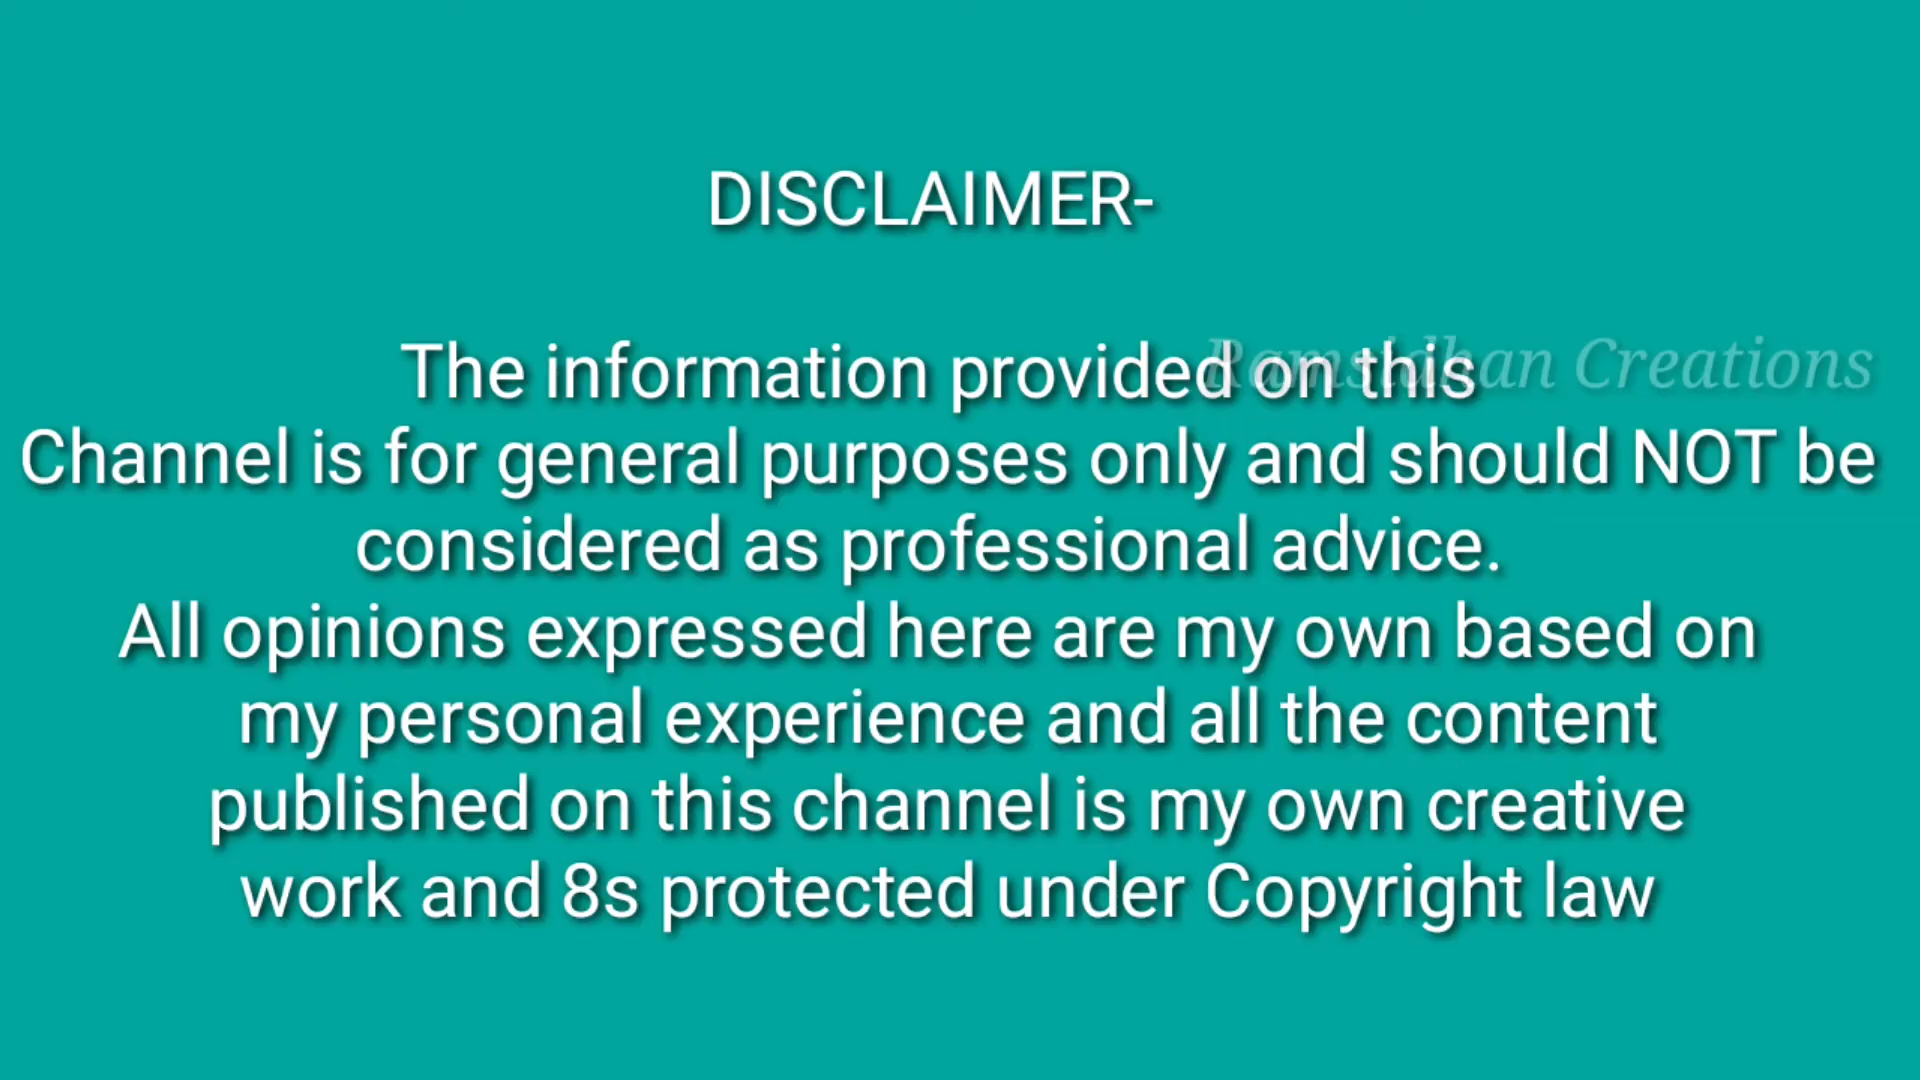 DISCLAIMER-
The information provided on this
Ramsidhan Creations
Channel is for general purposes only and should NOT be
considered as professional advice.
All opinions expressed here are my own based on
my personal experience and all the content
published on this channel is my own creative
work and 8s protected under Copyright law